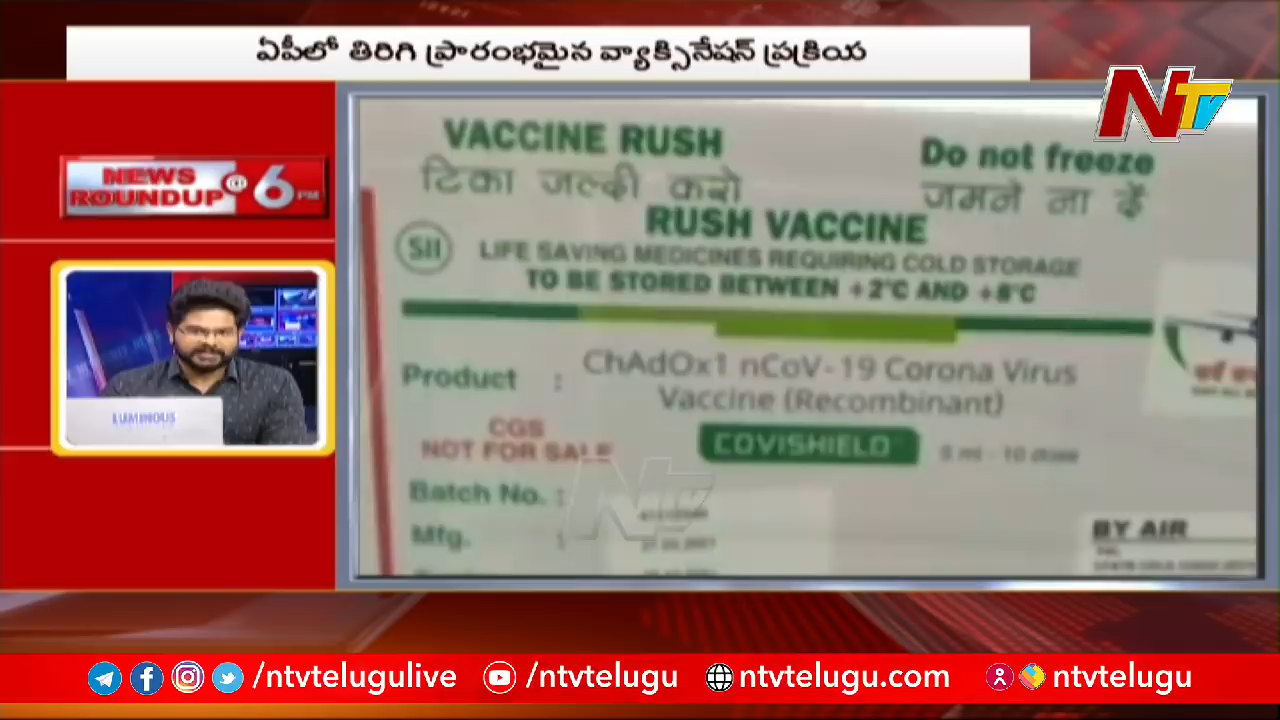 ఏపీలో తిరిగి ప్రారంభమైన వ్యాక్సినేషన్ ప్రక్రియ
NTV
NEWS
ROUNDUP @ 6 PM
LUMINOUS
VACCINE RUSH
टिका जल्दी करो
Do not freeze
जमने ना दें
RUSH VACCINE
SII
LIFE SAVING MEDICINES REQUIRING COLD STORAGE
TO BE STORED BETWEEN +2°C AND +8°C
Product : ChAdOx1 nCoV-19 Corona Virus
Vaccine (Recombinant)
CGS
NOT FOR SALE
COVISHIELD
5 ml - 10 dose
Batch No. :
Mfg. :
BY AIR
NTV
/ntvtelugulive
/ntvtelugu
ntvtelugu.com
ntvtelugu